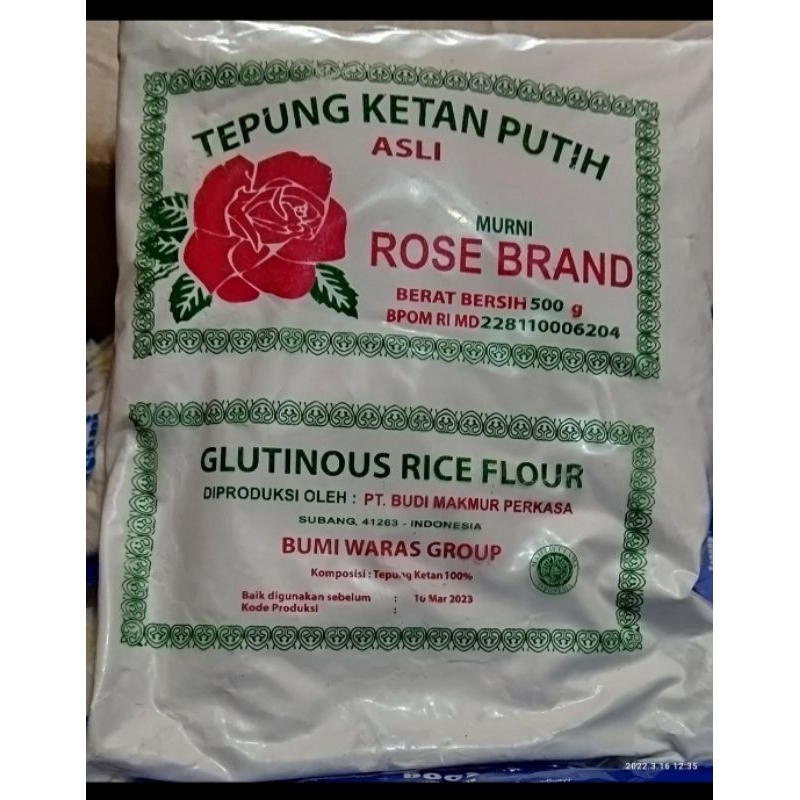 TEPUNG KETAN PUTIH
ASLI
MURNI
ROSE BRAND
BERAT BERSIH 500 g
BPOM RI MD 228110006204
GLUTINOUS RICE FLOUR
DIPRODUKSI OLEH : PT. BUDI MAKMUR PERKASA
SUBANG, 41263 - INDONESIA
BUMI WARAS GROUP
Komposisi : Tepung Ketan 100%
Baik digunakan sebelum : 16 Mar 2023
Kode Produksi :
2022.3.16 12:35